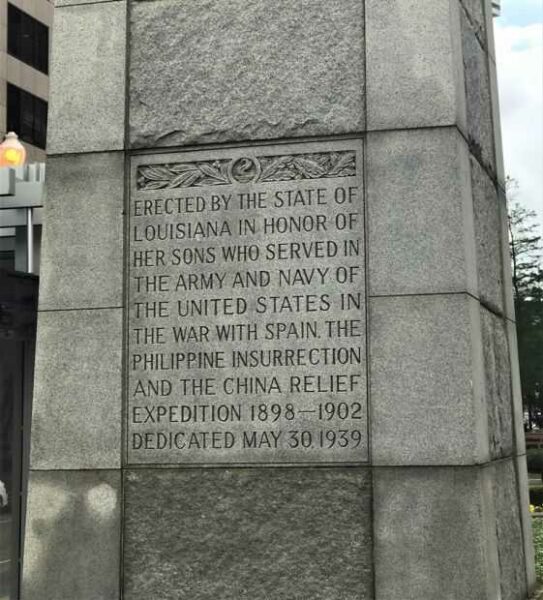 ERECTED BY THE STATE OF
LOUISIANA IN HONOR OF
HER SONS WHO SERVED IN
THE ARMY AND NAVY OF
THE UNITED STATES IN
THE WAR WITH SPAIN. THE
PHILIPPINE INSURRECTION
AND THE CHINA RELIEF
EXPEDITION 1898—1902
DEDICATED MAY 30 1939